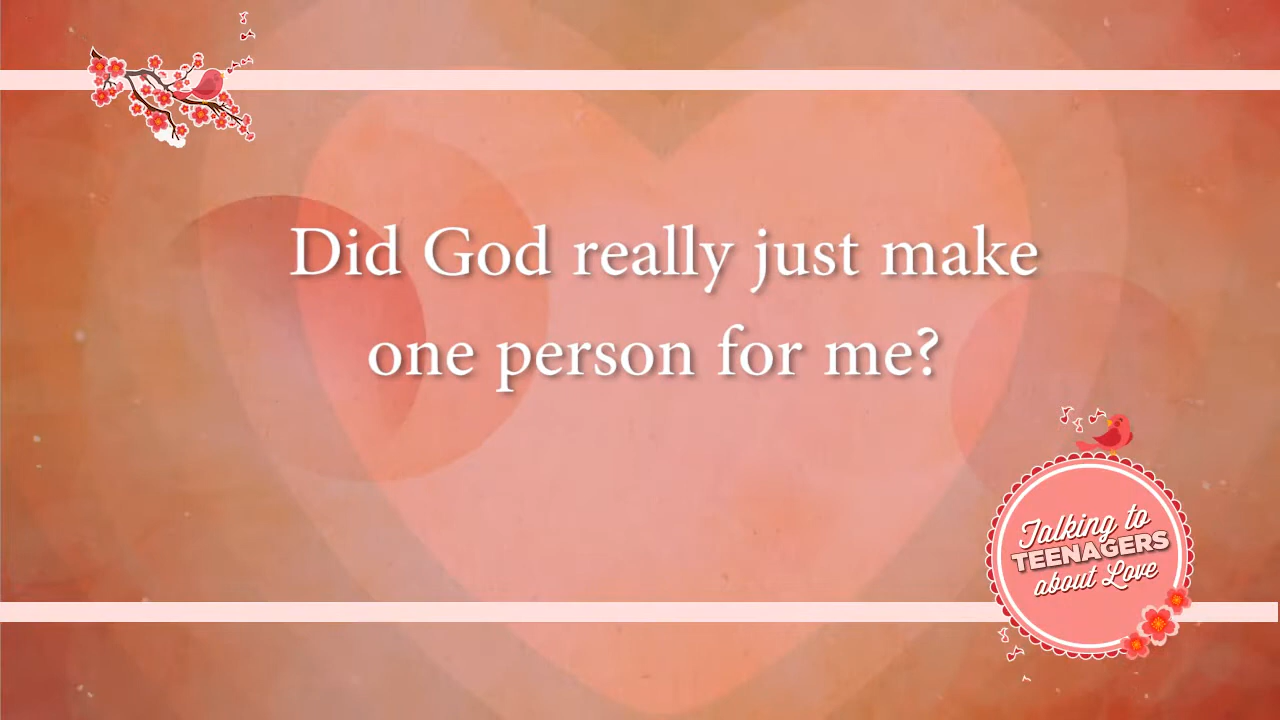 Did God really just make
one person for me?
Talking to
TEENAGERS
about Love